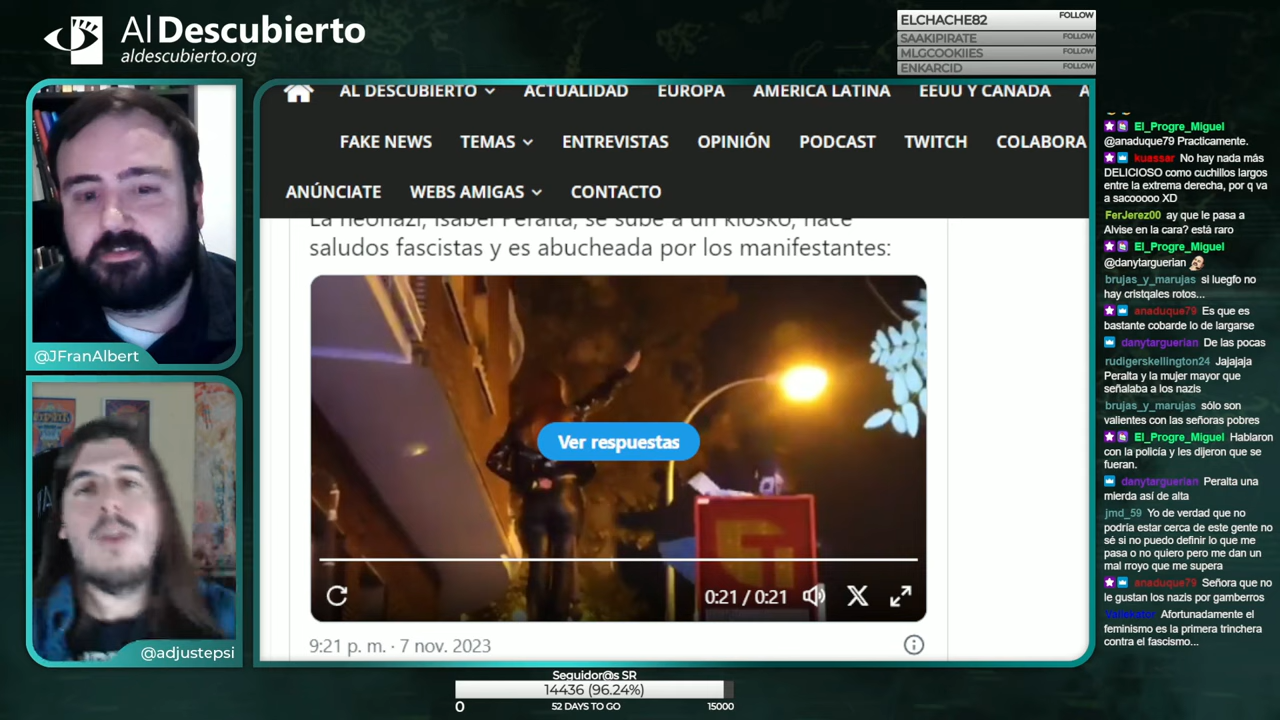 Al Descubierto
aldescubierto.org
ELCHACHE82 FOLLOW
SAAKIPIRATE FOLLOW
MLGCOOKIIES FOLLOW
ENKARCID FOLLOW
AL DESCUBIERTO ACTUALIDAD EUROPA AMÉRICA LATINA EEUU Y CANADÁ A
FAKE NEWS TEMAS ENTREVISTAS OPINIÓN PODCAST TWITCH COLABORA
ANÚNCIATE WEBS AMIGAS CONTACTO
La neonazi, Isabel Peralta, se sube a un kiosko, hace
saludos fascistas y es abucheada por los manifestantes:
Ver respuestas
0:21 / 0:21
9:21 p. m. · 7 nov. 2023
@JFranAlbert
@adjustepsi
El_Progre_Miguel
@anaduque79 Practicamente.
kuassar No hay nada más
DELICIOSO como cuchillos largos
entre la extrema derecha, por q va
a sacooooo XD
FerJerez00 ay que le pasa a
Alvise en la cara? está raro
El_Progre_Miguel
@danytarguerian
brujas_y_marujas si luegfo no
hay cristqales rotos...
anaduque79 Es que es
bastante cobarde lo de largarse
danytarguerian De las pocas
rudigerskellington24 Jajajaja
Peralta y la mujer mayor que
señalaba a los nazis
brujas_y_marujas sólo son
valientes con las señoras pobres
El_Progre_Miguel Hablaron
con la policía y les dijeron que se
fueran.
danytarguerian Peralta una
mierda así de alta
jmd_59 Yo de verdad que no
podría estar cerca de este gente no
sé si no puedo definir lo que me
pasa o no quiero pero me dan un
mal rroyo que me supera
anaduque79 Señora que no
le gustan los nazis por gamberros
Afortunadamente el
feminismo es la primera trinchera
contra el fascismo...
Seguidor@s SR
14436 (96.24%)
0 52 DAYS TO GO 15000